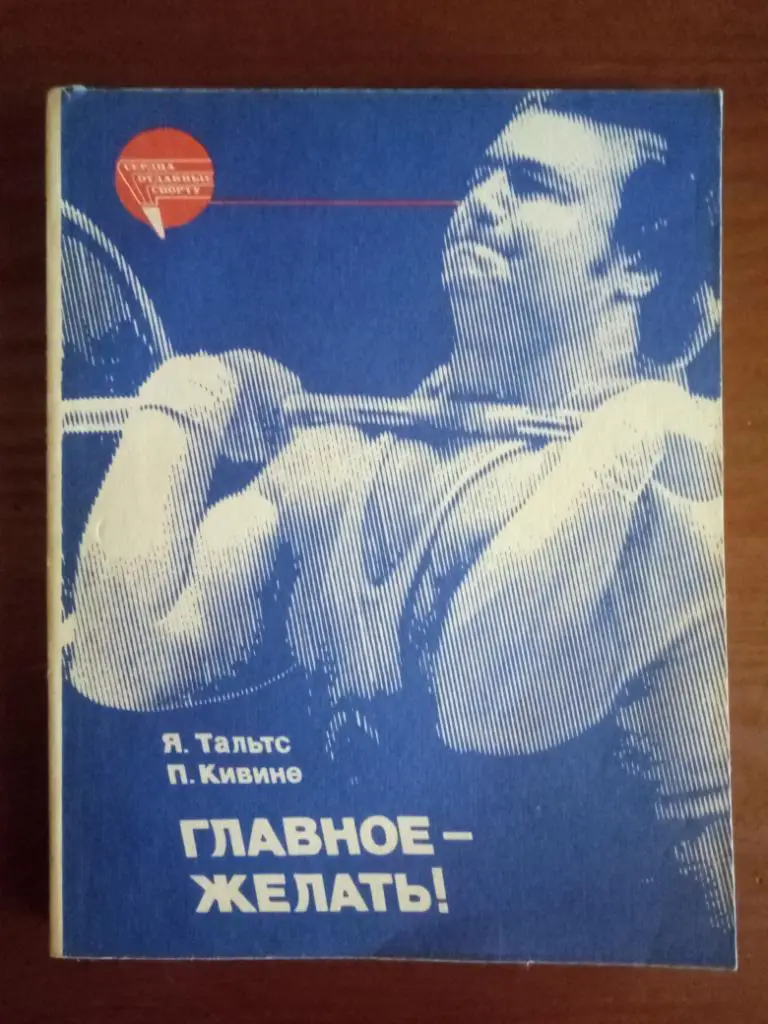 СЕРДЦА
ОТДАННЫЕ
СПОРТУ
Я. Тальтс
П. Кивине
ГЛАВНОЕ –
ЖЕЛАТЬ!